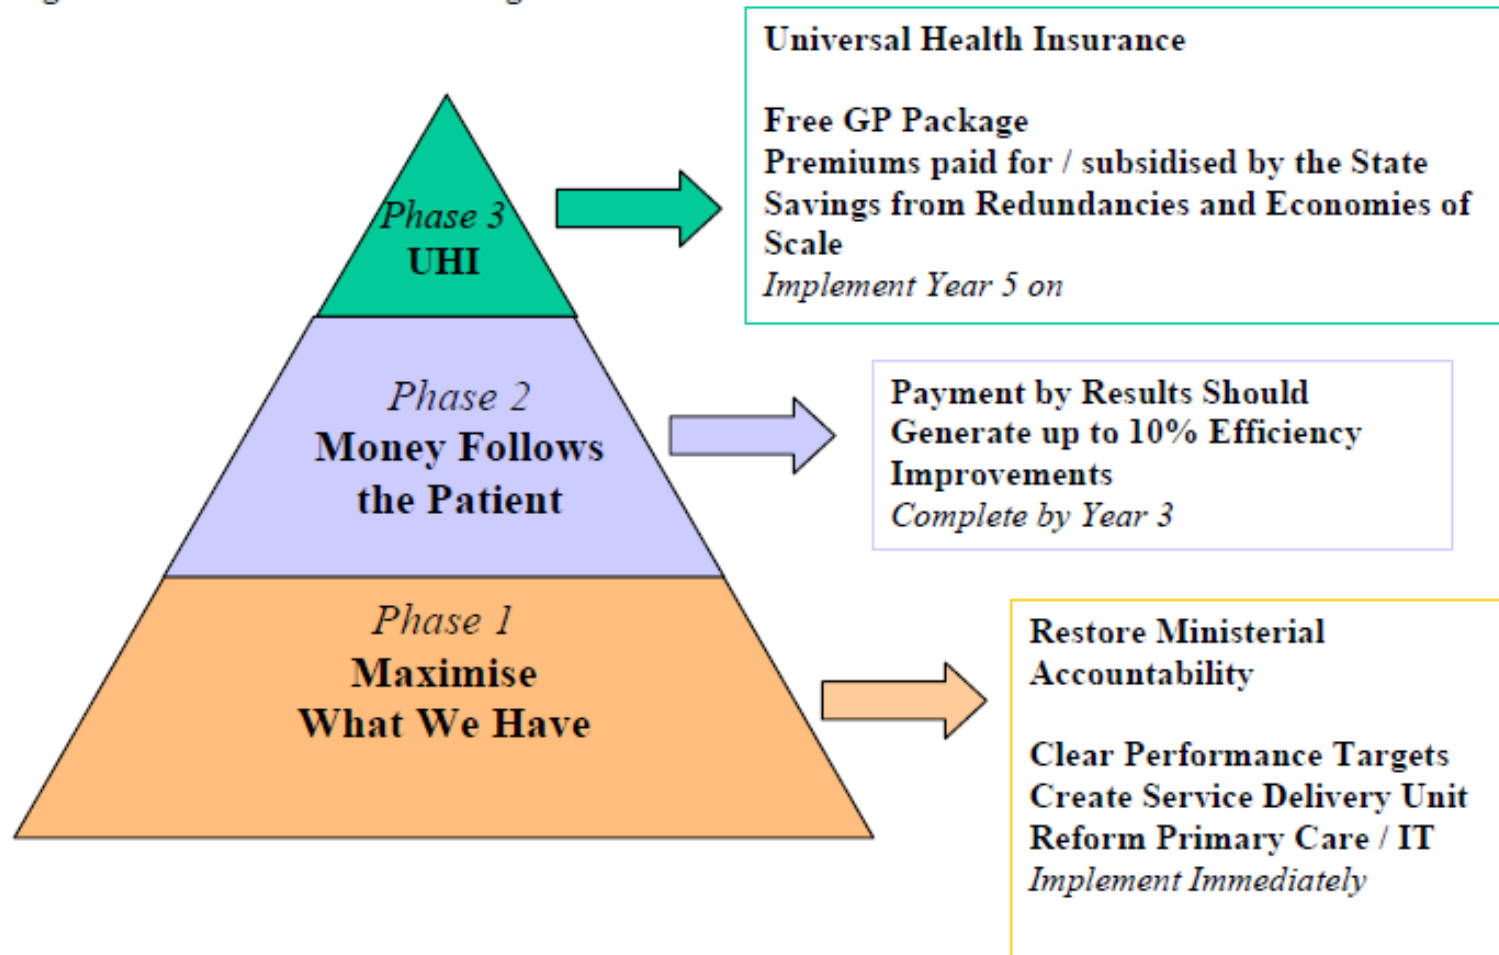 Universal Health Insurance
Free GP Package
Premiums paid for / subsidised by the State
Savings from Redundancies and Economies of
Scale
Implement Year 5 on
Phase 3
UHI
Phase 2
Money Follows
the Patient
Payment by Results Should
Generate up to 10% Efficiency
Improvements
Complete by Year 3
Phase 1
Maximise
What We Have
Restore Ministerial
Accountability
Clear Performance Targets
Create Service Delivery Unit
Reform Primary Care / IT
Implement Immediately